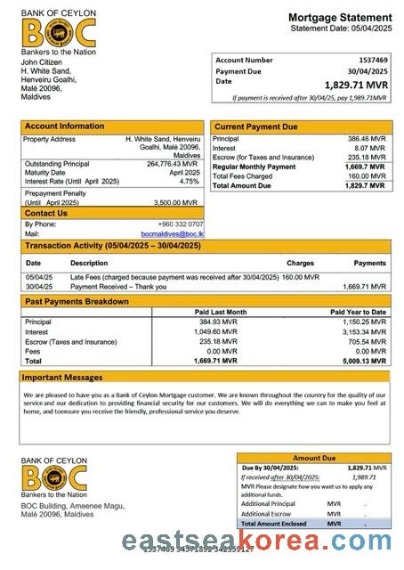 BANK OF CEYLON
BOC
Bankers to the Nation
Mortgage Statement
Statement Date: 05/04/2025
John Citizen
H. White Sand,
Henveiru Goalhi,
Malé 20096,
Maldives
Account Number 1537469
Payment Due Date 30/04/2025
1,829.71 MVR
If payment is received after 30/04/25, pay 1,989.71MVR
Account Information
Property Address H. White Sand, Henveiru
Goalhi, Malé 20096,
Maldives
Outstanding Principal 264,776.43 MVR
Maturity Date April 2025
Interest Rate (Until April 2025) 4.75%
Prepayment Penalty
(Until April 2025) 3,500.00 MVR
Contact Us
By Phone: +960 332 0707
Mail: bocmaldives@boc.lk
Current Payment Due
Principal 386.46 MVR
Interest 8.07 MVR
Escrow (for Taxes and Insurance) 235.18 MVR
Regular Monthly Payment 1,669.7 MVR
Total Fees Charged 160.00 MVR
Total Amount Due 1,829.7 MVR
Transaction Activity (05/04/2025 – 30/04/2025)
Date Description Charges Payments
05/04/25 Late Fees (charged because payment was received after 30/04/2025) 160.00 MVR
30/04/25 Payment Received – Thank you 1,669.71 MVR
Past Payments Breakdown
Paid Last Month Paid Year to Date
Principal 384.93 MVR 1,150.25 MVR
Interest 1,049.60 MVR 3,153.34 MVR
Escrow (Taxes and Insurance) 235.18 MVR 705.54 MVR
Fees 0.00 MVR 0.00 MVR
Total 1,669.71 MVR 5,009.13 MVR
Important Messages
We are pleased to have you as a Bank of Ceylon Mortgage customer. We are known throughout the country for the quality of our
service and our dedication to providing financial security for our customers. We will do everything we can to make you feel at
home, and to ensure you receive the friendly, professional service you deserve.
BANK OF CEYLON
BOC
Bankers to the Nation
BOC Building, Ameenee Magu,
Malé 20096, Maldives
Amount Due
Due By 30/04/2025: 1,829.71 MVR
If received after 30/04/2025: 1,989.71
MVR Please designate how you want us to apply any
additional funds.
Additional Principal MVR .
Additional Escrow MVR .
Total Amount Enclosed MVR .
eastseakorea.com